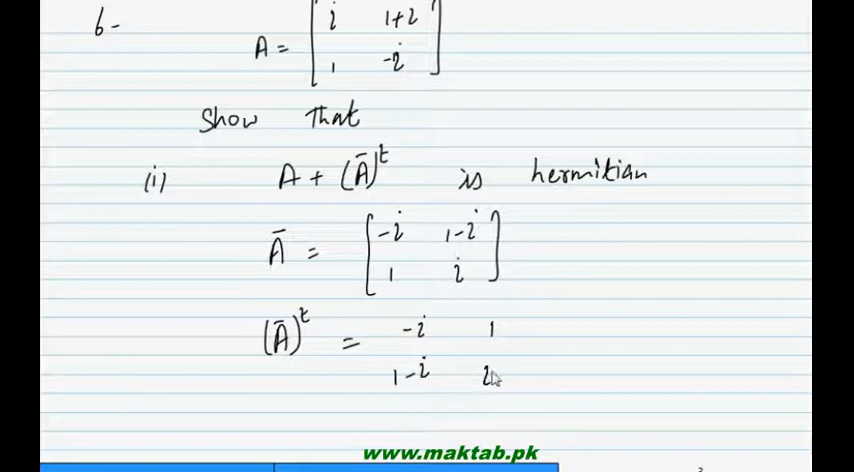 6-
A = [ i 1+i
1 -i ]
Show that
(i) A + (Ā)ᵗ is hermitian
Ā = [ -i 1-i
1 i ]
(Ā)ᵗ = -i 1
1-i i
www.maktab.pk